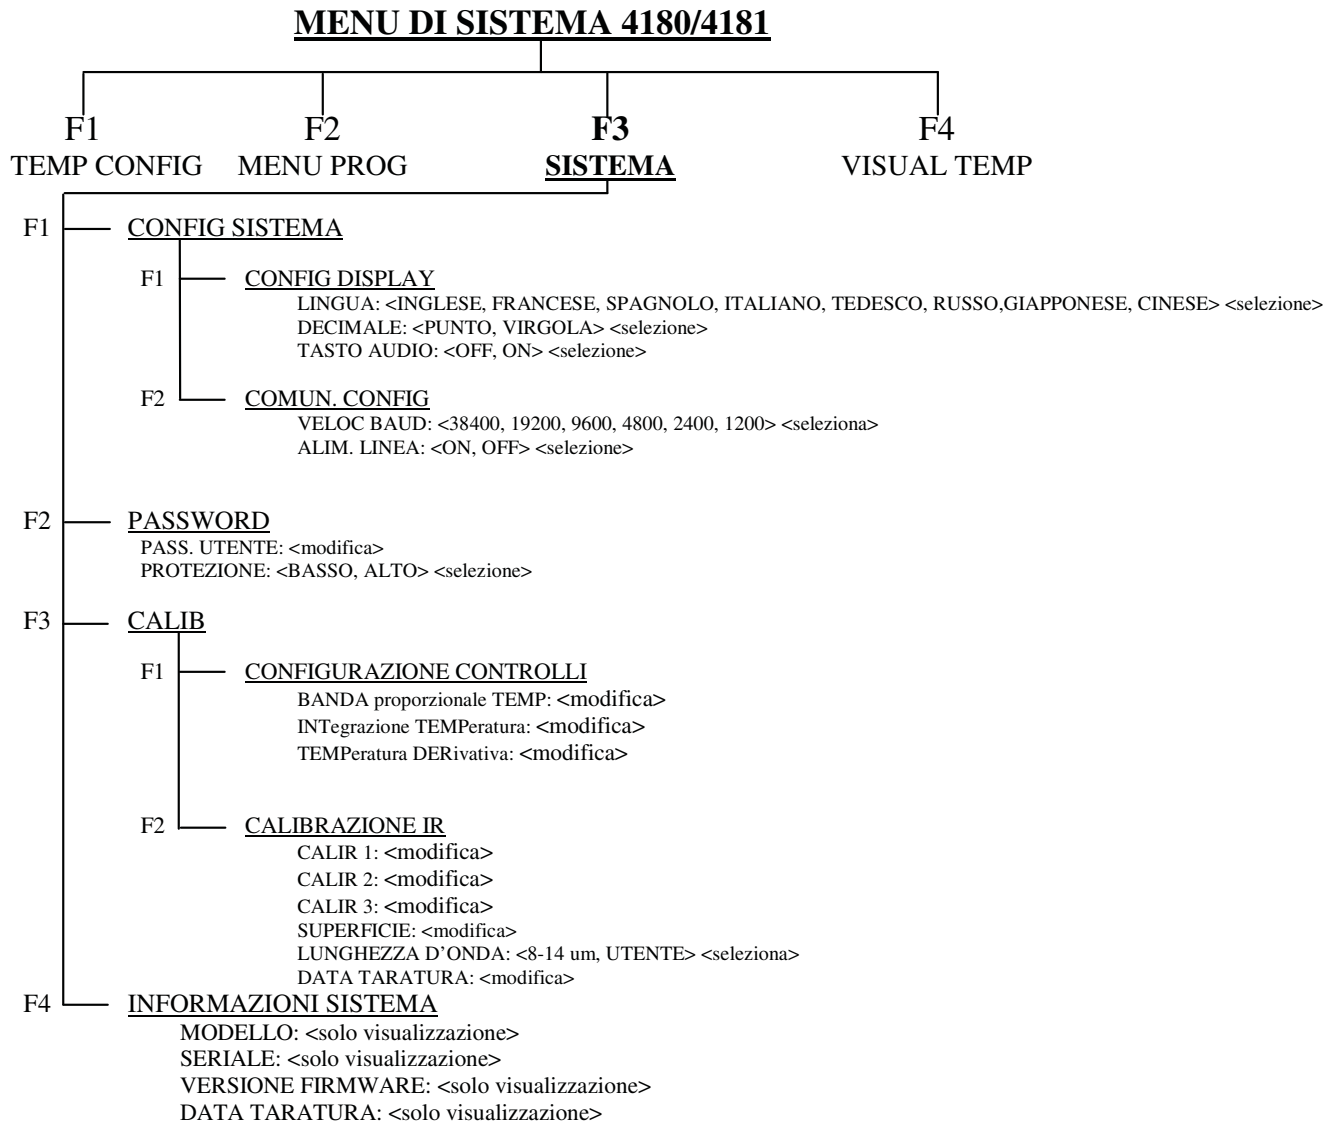 MENU DI SISTEMA 4180/4181
F1 F2 F3 F4
TEMP CONFIG MENU PROG SISTEMA VISUAL TEMP
F1 CONFIG SISTEMA
F1 CONFIG DISPLAY
LINGUA: <INGLESE, FRANCESE, SPAGNOLO, ITALIANO, TEDESCO, RUSSO,GIAPPONESE, CINESE> <selezione>
DECIMALE: <PUNTO, VIRGOLA> <selezione>
TASTO AUDIO: <OFF, ON> <selezione>
F2 COMUN. CONFIG
VELOC BAUD: <38400, 19200, 9600, 4800, 2400, 1200> <seleziona>
ALIM. LINEA: <ON, OFF> <selezione>
F2 PASSWORD
PASS. UTENTE: <modifica>
PROTEZIONE: <BASSO, ALTO> <selezione>
F3 CALIB
F1 CONFIGURAZIONE CONTROLLI
BANDA proporzionale TEMP: <modifica>
INTegrazione TEMPeratura: <modifica>
TEMPeratura DERivativa: <modifica>
F2 CALIBRAZIONE IR
CALIR 1: <modifica>
CALIR 2: <modifica>
CALIR 3: <modifica>
SUPERFICIE: <modifica>
LUNGHEZZA D’ONDA: <8-14 um, UTENTE> <seleziona>
DATA TARATURA: <modifica>
F4 INFORMAZIONI SISTEMA
MODELLO: <solo visualizzazione>
SERIALE: <solo visualizzazione>
VERSIONE FIRMWARE: <solo visualizzazione>
DATA TARATURA: <solo visualizzazione>